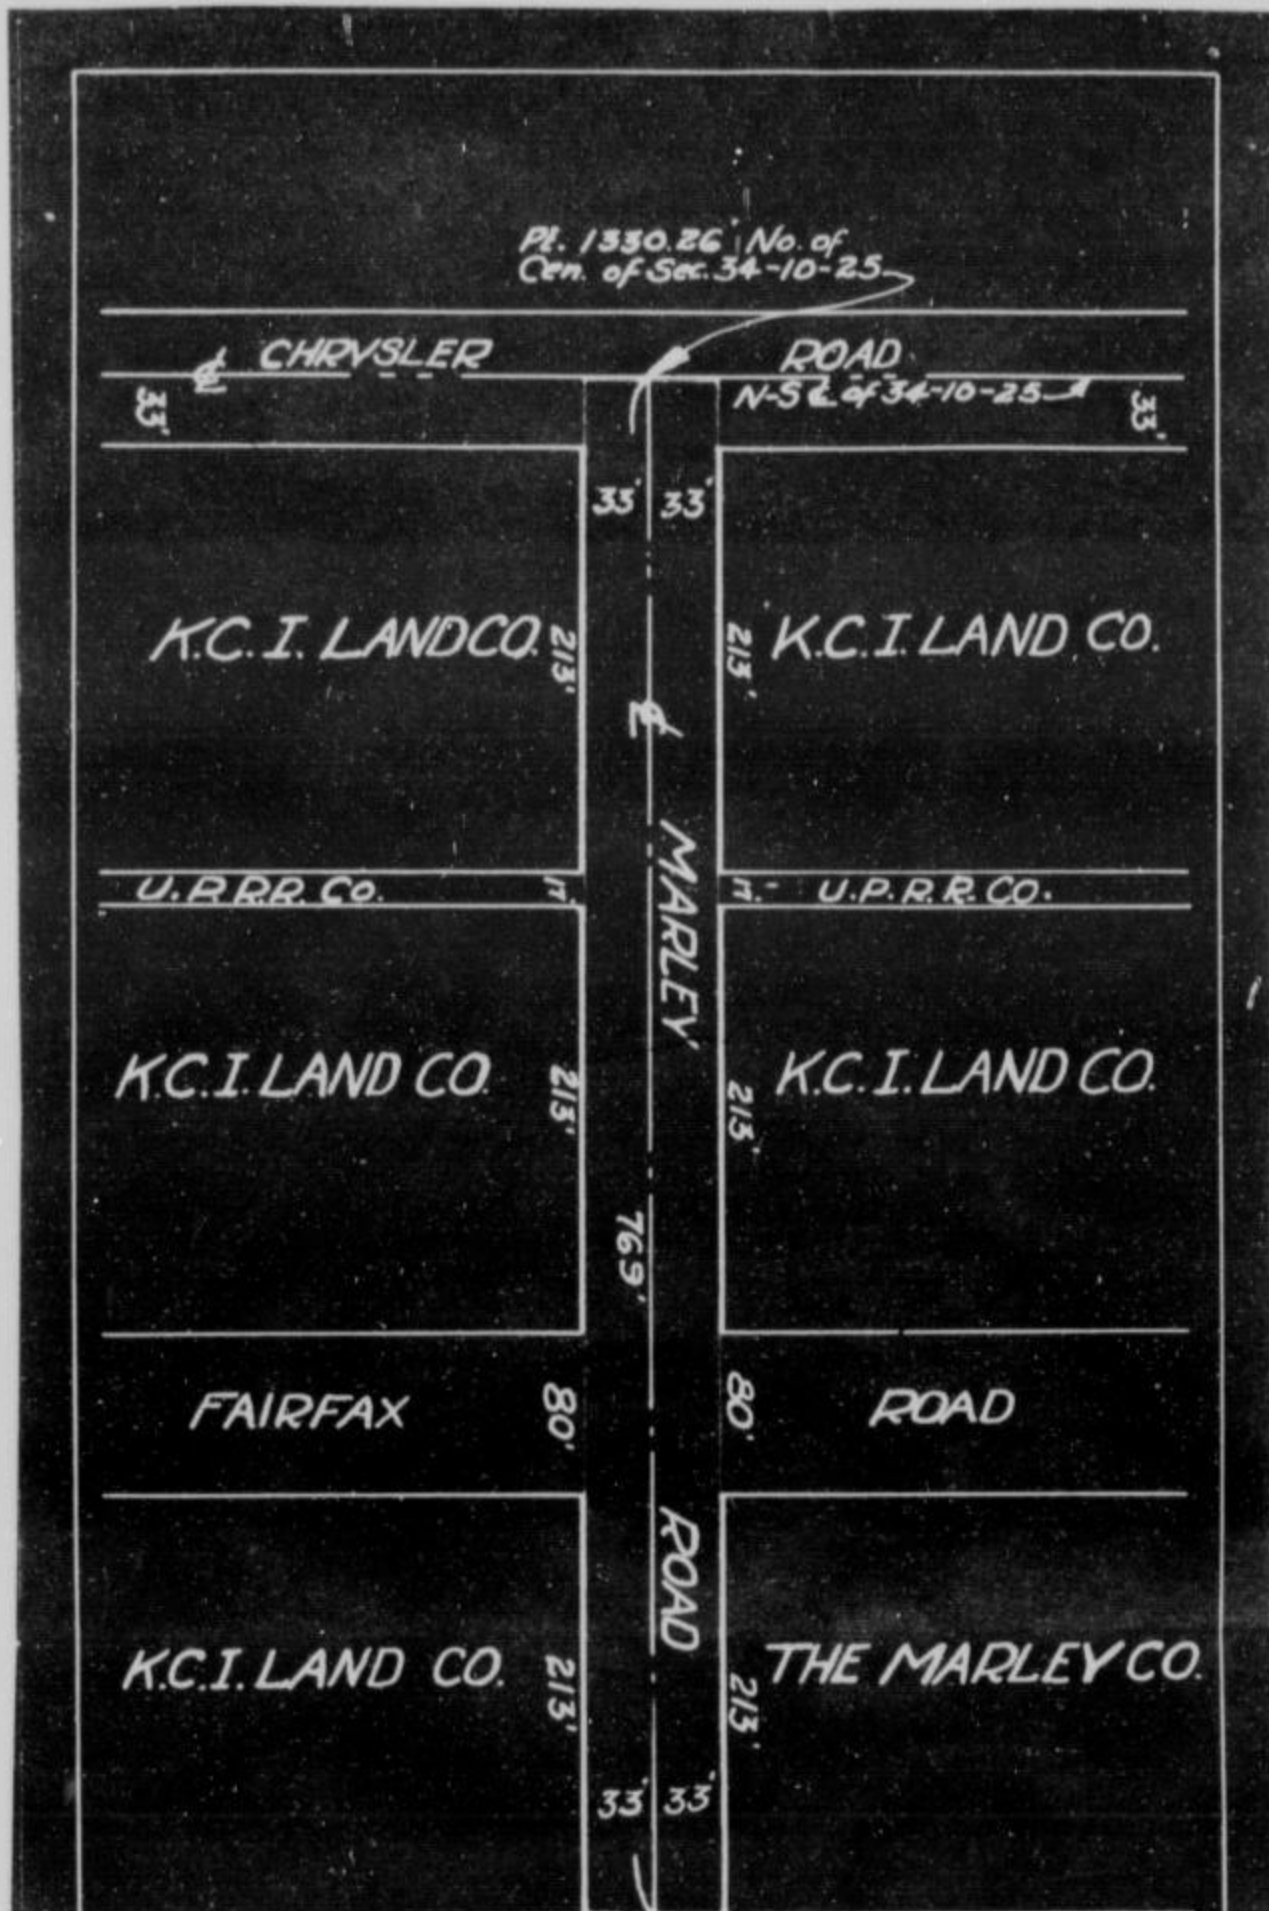 Pt. 1330.26' No. of
Cen. of Sec. 34-10-25
CHRYSLER ROAD
℄
N-S ℄ of 34-10-25
33' 33'
33' 33'
K.C.I. LAND CO. 213' 213' K.C.I. LAND CO.
℄
MARLEY
U.P.R.R. Co. 17' 17' U.P.R.R. CO.
K.C.I. LAND CO. 213' 213' K.C.I. LAND CO.
769'
FAIRFAX 80' 80' ROAD
ROAD
K.C.I. LAND CO. 213' 213' THE MARLEY CO.
33' 33'